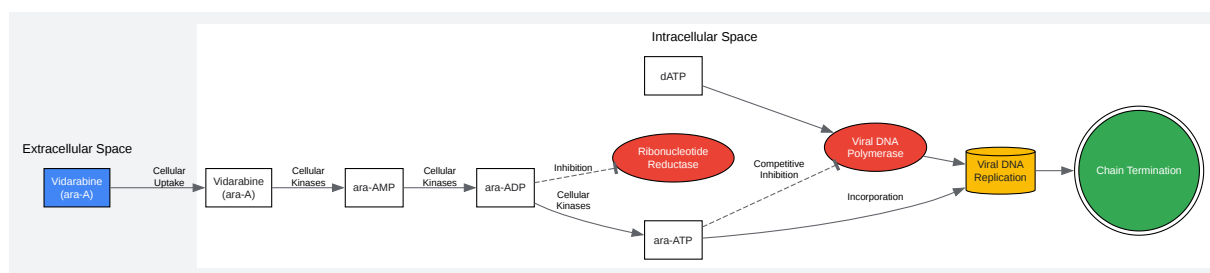 Intracellular Space
dATP
Extracellular Space
Vidarabine
(ara-A)
Cellular
Uptake
Vidarabine
(ara-A)
Cellular
Kinases
ara-AMP
Cellular
Kinases
ara-ADP
Inhibition
Ribonucleotide
Reductase
Cellular
Kinases
ara-ATP
Competitive
Inhibition
Viral DNA
Polymerase
Incorporation
Viral DNA
Replication
Chain Termination